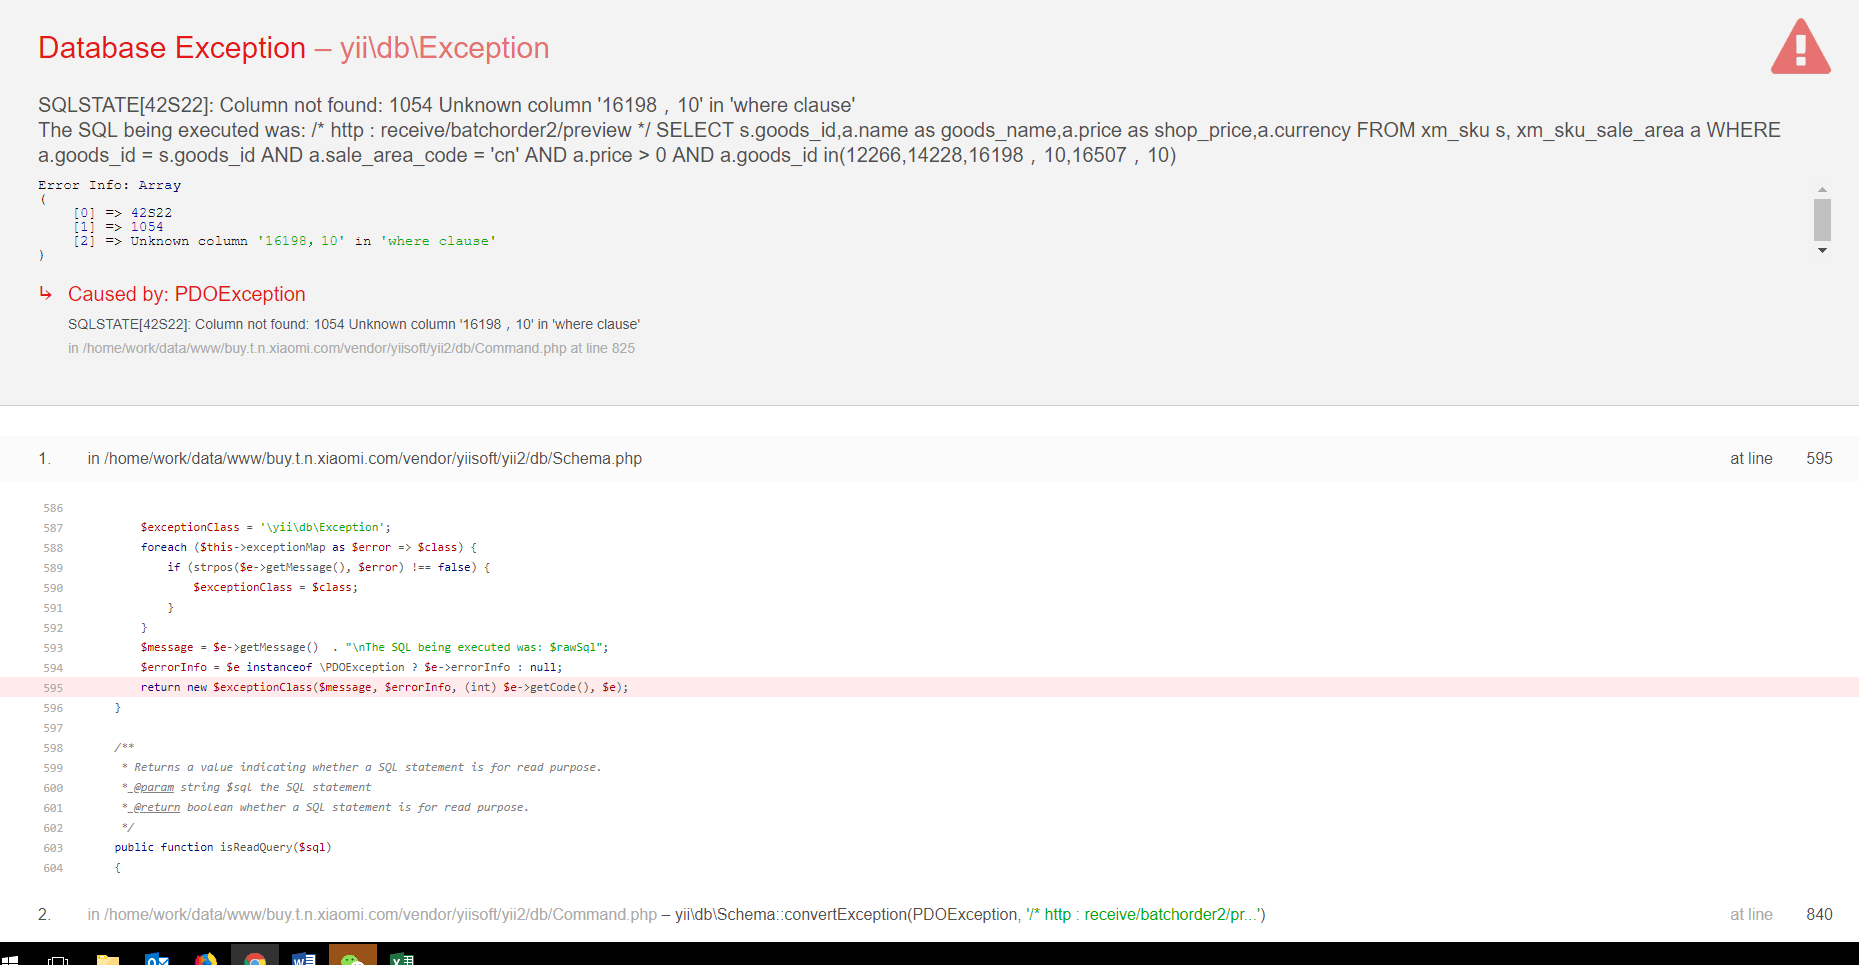 Database Exception – yii\db\Exception
SQLSTATE[42S22]: Column not found: 1054 Unknown column '16198，10' in 'where clause'
The SQL being executed was: /* http : receive/batchorder2/preview */ SELECT s.goods_id,a.name as goods_name,a.price as shop_price,a.currency FROM xm_sku s, xm_sku_sale_area a WHERE
a.goods_id = s.goods_id AND a.sale_area_code = 'cn' AND a.price > 0 AND a.goods_id in(12266,14228,16198，10,16507，10)
Error Info: Array
(
[0] => 42S22
[1] => 1054
[2] => Unknown column '16198，10' in 'where clause'
)
↳ Caused by: PDOException
SQLSTATE[42S22]: Column not found: 1054 Unknown column '16198，10' in 'where clause'
in /home/work/data/www/buy.t.n.xiaomi.com/vendor/yiisoft/yii2/db/Command.php at line 825
1. in /home/work/data/www/buy.t.n.xiaomi.com/vendor/yiisoft/yii2/db/Schema.php at line 595
586
587 $exceptionClass = '\yii\db\Exception';
588 foreach ($this->exceptionMap as $error => $class) {
589 if (strpos($e->getMessage(), $error) !== false) {
590 $exceptionClass = $class;
591 }
592 }
593 $message = $e->getMessage() . "\nThe SQL being executed was: $rawSql";
594 $errorInfo = $e instanceof \PDOException ? $e->errorInfo : null;
595 return new $exceptionClass($message, $errorInfo, (int) $e->getCode(), $e);
596 }
597
598 /**
599 * Returns a value indicating whether a SQL statement is for read purpose.
600 * @param string $sql the SQL statement
601 * @return boolean whether a SQL statement is for read purpose.
602 */
603 public function isReadQuery($sql)
604 {
2. in /home/work/data/www/buy.t.n.xiaomi.com/vendor/yiisoft/yii2/db/Command.php – yii\db\Schema::convertException(PDOException, '/* http : receive/batchorder2/pr...') at line 840